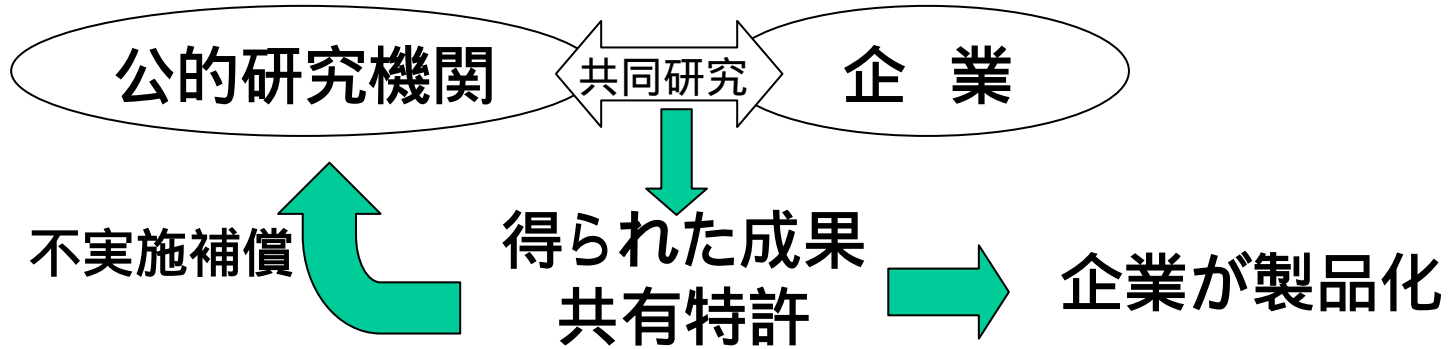 公的研究機関
共同研究
企 業
不実施補償
得られた成果
共有特許
企業が製品化